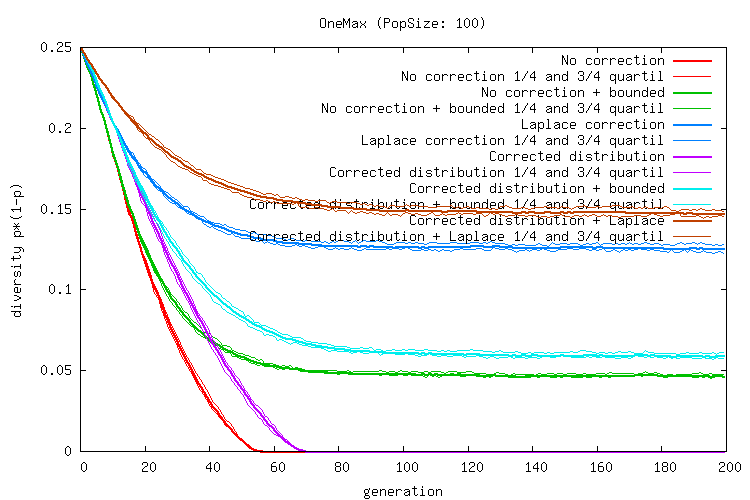 OneMax (PopSize: 100)
0.25
0.2
0.15
0.1
0.05
0
diversity p*(1-p)
No correction
No correction 1/4 and 3/4 quartil
No correction + bounded
No correction + bounded 1/4 and 3/4 quartil
Laplace correction
Laplace correction 1/4 and 3/4 quartil
Corrected distribution
Corrected distribution 1/4 and 3/4 quartil
Corrected distribution + bounded
Corrected distribution + bounded 1/4 and 3/4 quartil
Corrected distribution + Laplace
Corrected distribution + Laplace 1/4 and 3/4 quartil
0 20 40 60 80 100 120 140 160 180 200
generation